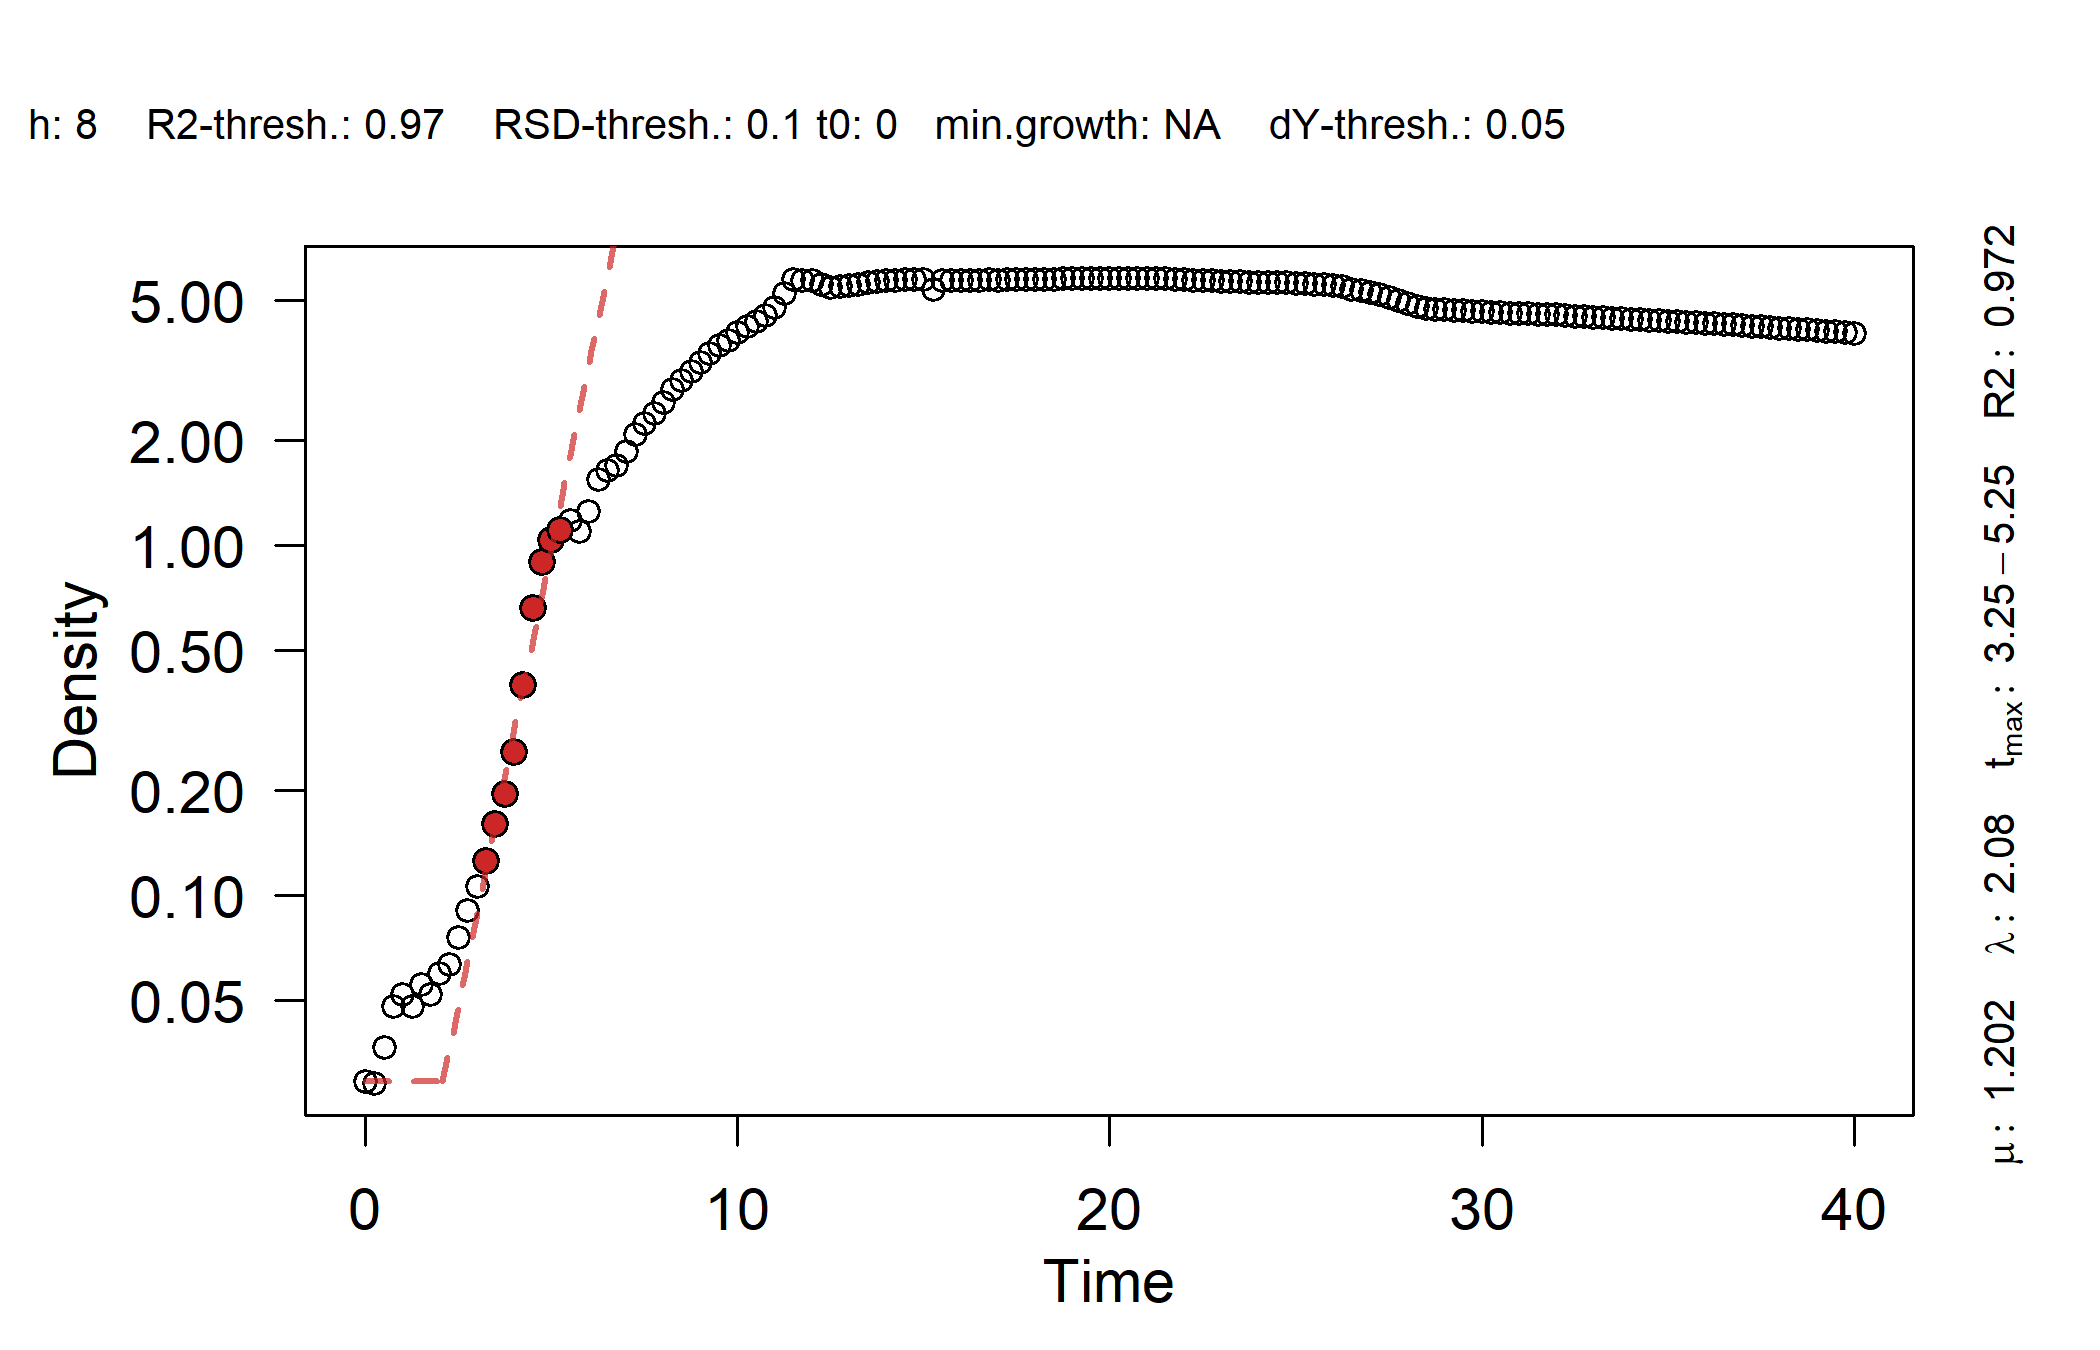 h: 8 R2-thresh.: 0.97 RSD-thresh.: 0.1 t0: 0 min.growth: NA dY-thresh.: 0.05
5.00
2.00
1.00
0.50
0.20
0.10
0.05
Density
0 10 20 30 40
Time
μ: 1.202 λ: 2.08 tmax: 3.25−5.25 R2: 0.972